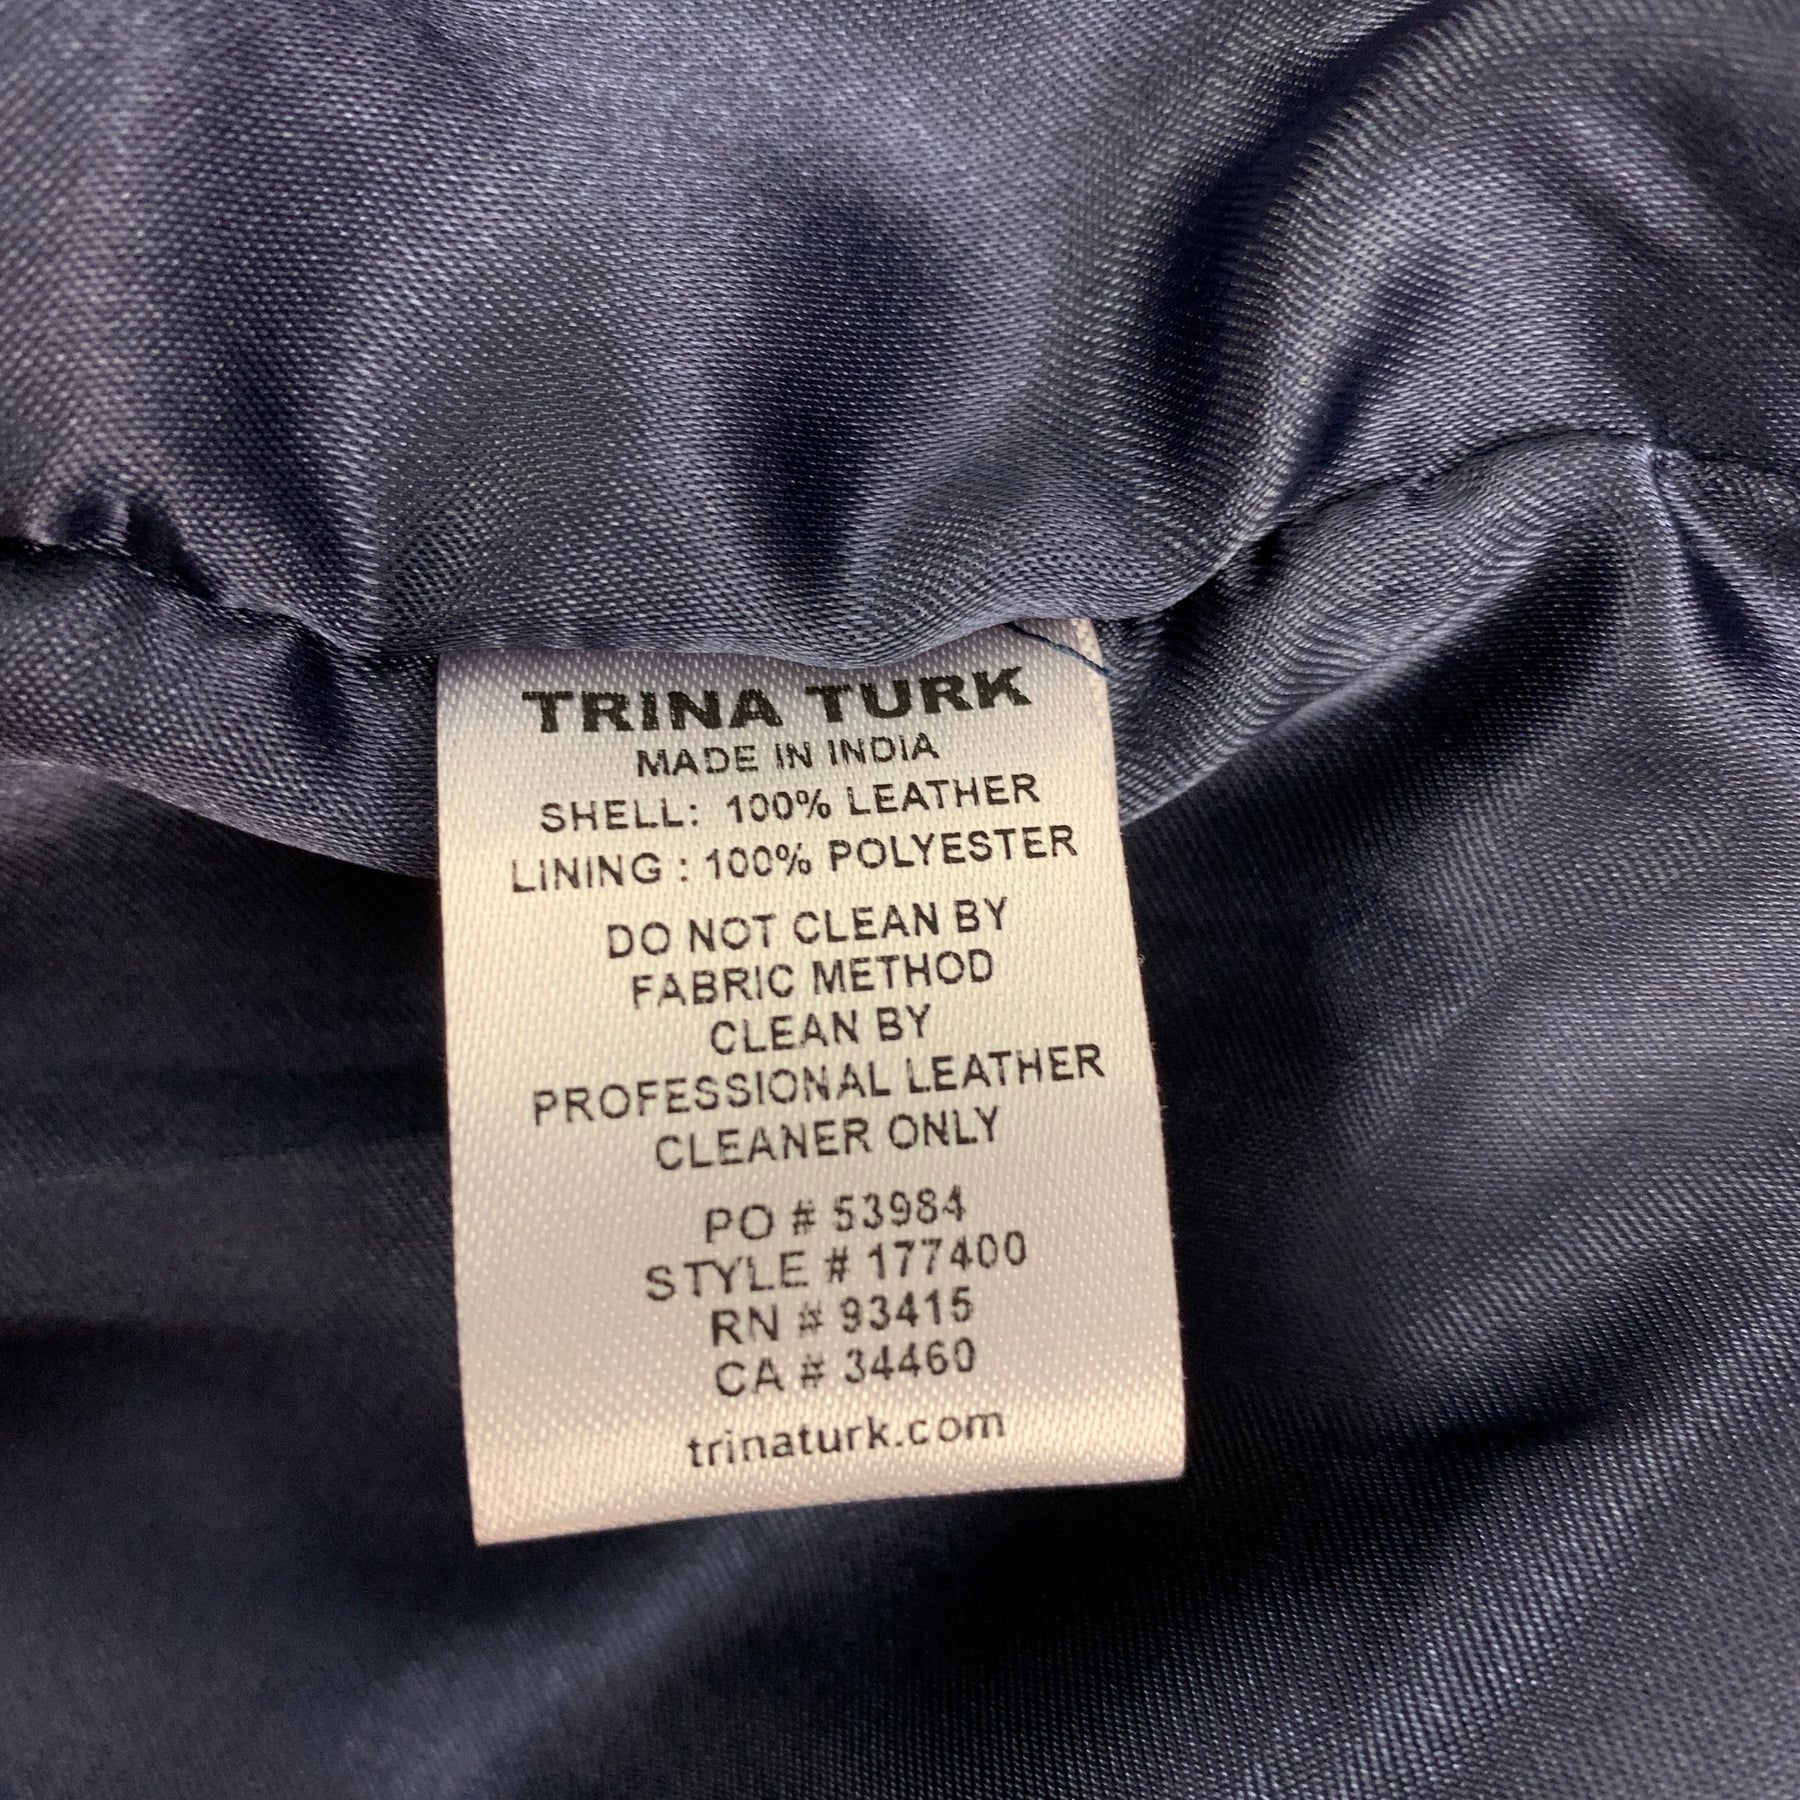 TRINA TURK
MADE IN INDIA
SHELL: 100% LEATHER
LINING : 100% POLYESTER
DO NOT CLEAN BY
FABRIC METHOD
CLEAN BY
PROFESSIONAL LEATHER
CLEANER ONLY
PO # 53984
STYLE # 177400
RN # 93415
CA # 34460
trinaturk.com